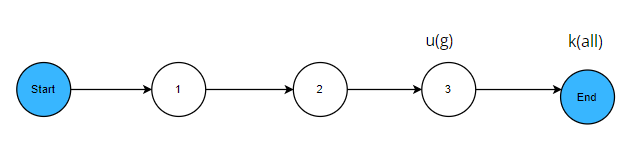 u(g)
k(all)
Start
1
2
3
End